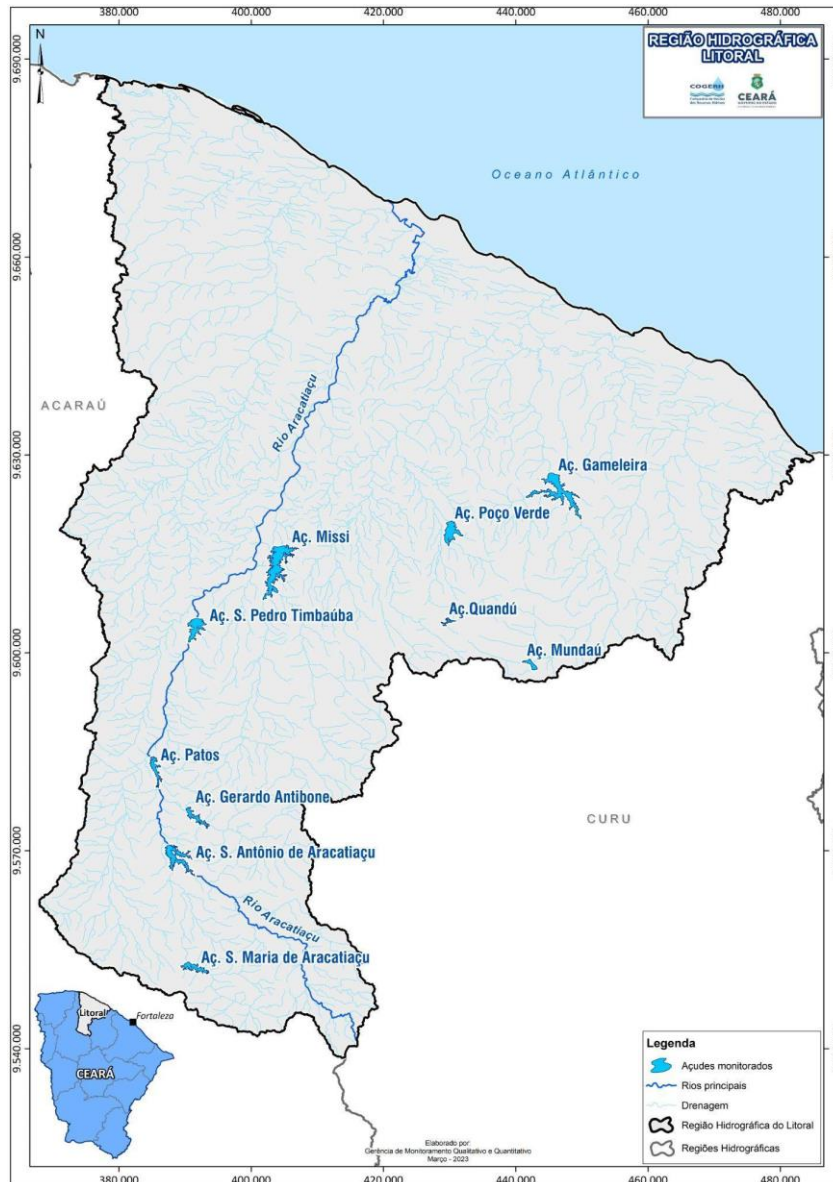 380.000
400.000
420.000
440.000
460.000
480.000
N
REGIÃO HIDROGRÁFICA
LITORAL
COGERH
CEARÁ
GOVERNO DO ESTADO
9.690.000
Oceano Atlântico
9.660.000
Rio Aracatiaçu
ACARAÚ
9.630.000
Aç. Gameleira
Aç. Poço Verde
Aç. Missi
Aç.Quandú
Aç. S. Pedro Timbaúba
9.600.000
Aç. Mundaú
Aç. Patos
Aç. Gerardo Antibone
CURU
9.570.000
Aç. S. Antônio de Aracatiaçu
Rio Aracatiaçu
Aç. S. Maria de Aracatiaçu
Litoral
Fortaleza
CEARÁ
9.540.000
Legenda
Açudes monitorados
Rios principais
Drenagem
Região Hidrográfica do Litoral
Regiões Hidrográficas
Elaborado por:
Gerência de Monitoramento Qualitativo e Quantitativo
Março - 2023
380.000
400.000
420.000
440.000
460.000
480.000